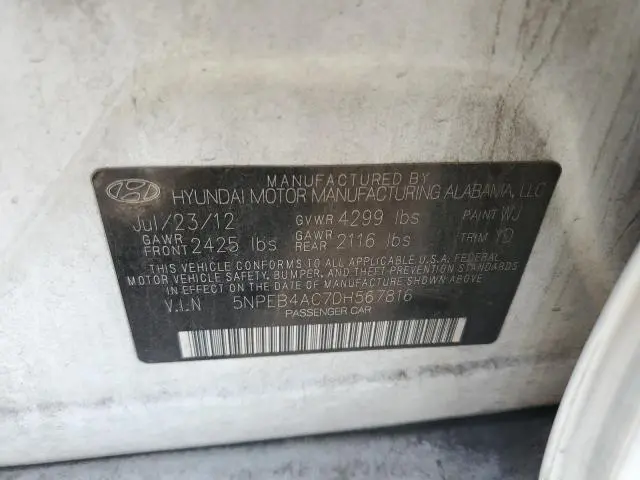 MANUFACTURED BY
HYUNDAI MOTOR MANUFACTURING ALABAMA, LLC
Jul/23/12 GVWR 4299 lbs PAINT WJ
GAWR FRONT 2425 lbs GAWR REAR 2116 lbs TRIM YD
THIS VEHICLE CONFORMS TO ALL APPLICABLE U.S.A. FEDERAL
MOTOR VEHICLE SAFETY, BUMPER, AND THEFT PREVENTION STANDARDS
IN EFFECT ON THE DATE OF MANUFACTURE SHOWN ABOVE
V.I.N 5NPEB4AC7DH567816
PASSENGER CAR